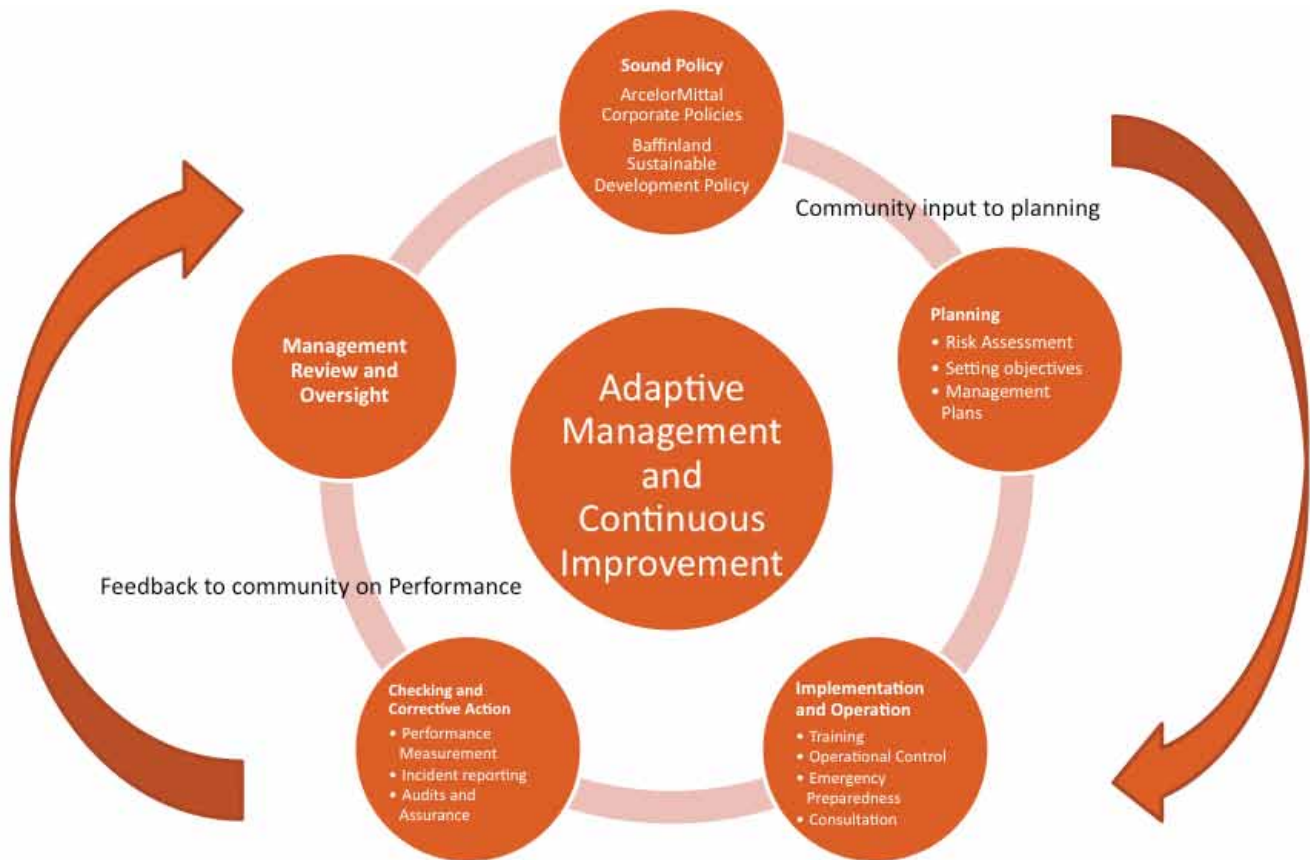 Sound Policy
ArcelorMittal
Corporate Policies
Baffinland
Sustainable
Development Policy
Community input to planning
Planning
• Risk Assessment
• Setting objectives
• Management
Plans
Management
Review and
Oversight
Adaptive
Management
and
Continuous
Improvement
Feedback to community on Performance
Checking and
Corrective Action
• Performance
Measurement
• Incident reporting
• Audits and
Assurance
Implementation
and Operation
• Training
• Operational Control
• Emergency
Preparedness
• Consultation